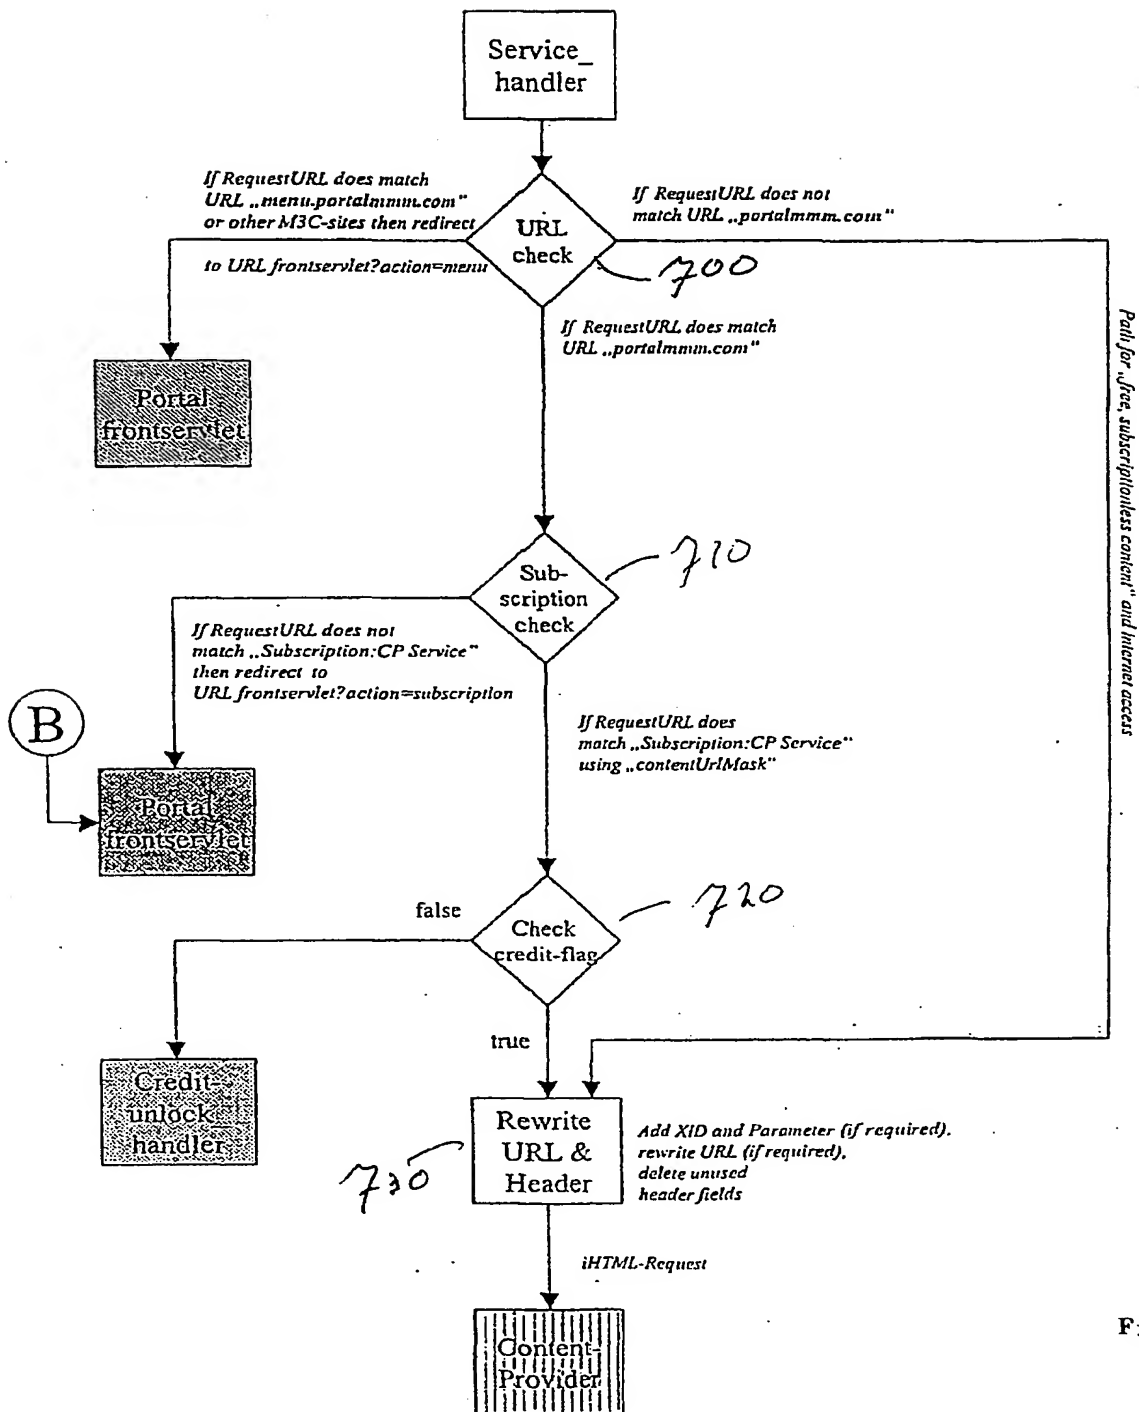 Service_
handler
If RequestURL does match
URL „menu.portalmmm.com"
or other M3C-sites then redirect
to URL frontservlet?action=menu
If RequestURL does not
match URL „portalmmm.com"
URL
check
700
If RequestURL does match
URL „portalmmm.com"
Portal
frontservlet
Path for „free, subscriptionless content" and Internet access
Sub-
scription
check
710
If RequestURL does not
match „Subscription:CP Service"
then redirect to
URL frontservlet?action=subscription
B
If RequestURL does
match „Subscription:CP Service"
using „contentUrlMask"
Portal
frontservlet
false
Check
credit-flag
720
true
Credit-
unlock_
handler
Rewrite
URL &
Header
730
Add XID and Parameter (if required),
rewrite URL (if required),
delete unused
header fields
iHTML-Request
Content-
Provider